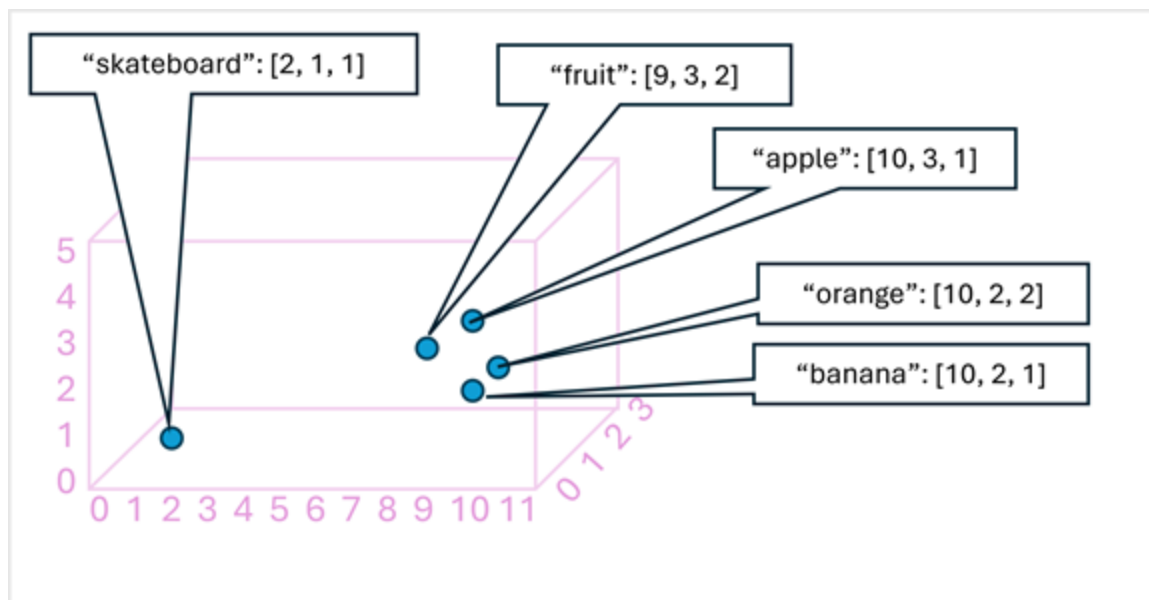 “skateboard”: [2, 1, 1]
“fruit”: [9, 3, 2]
“apple”: [10, 3, 1]
“orange”: [10, 2, 2]
“banana”: [10, 2, 1]
5
4
3
2
1
0
0 1 2 3 4 5 6 7 8 9 10 11
0 1 2 3